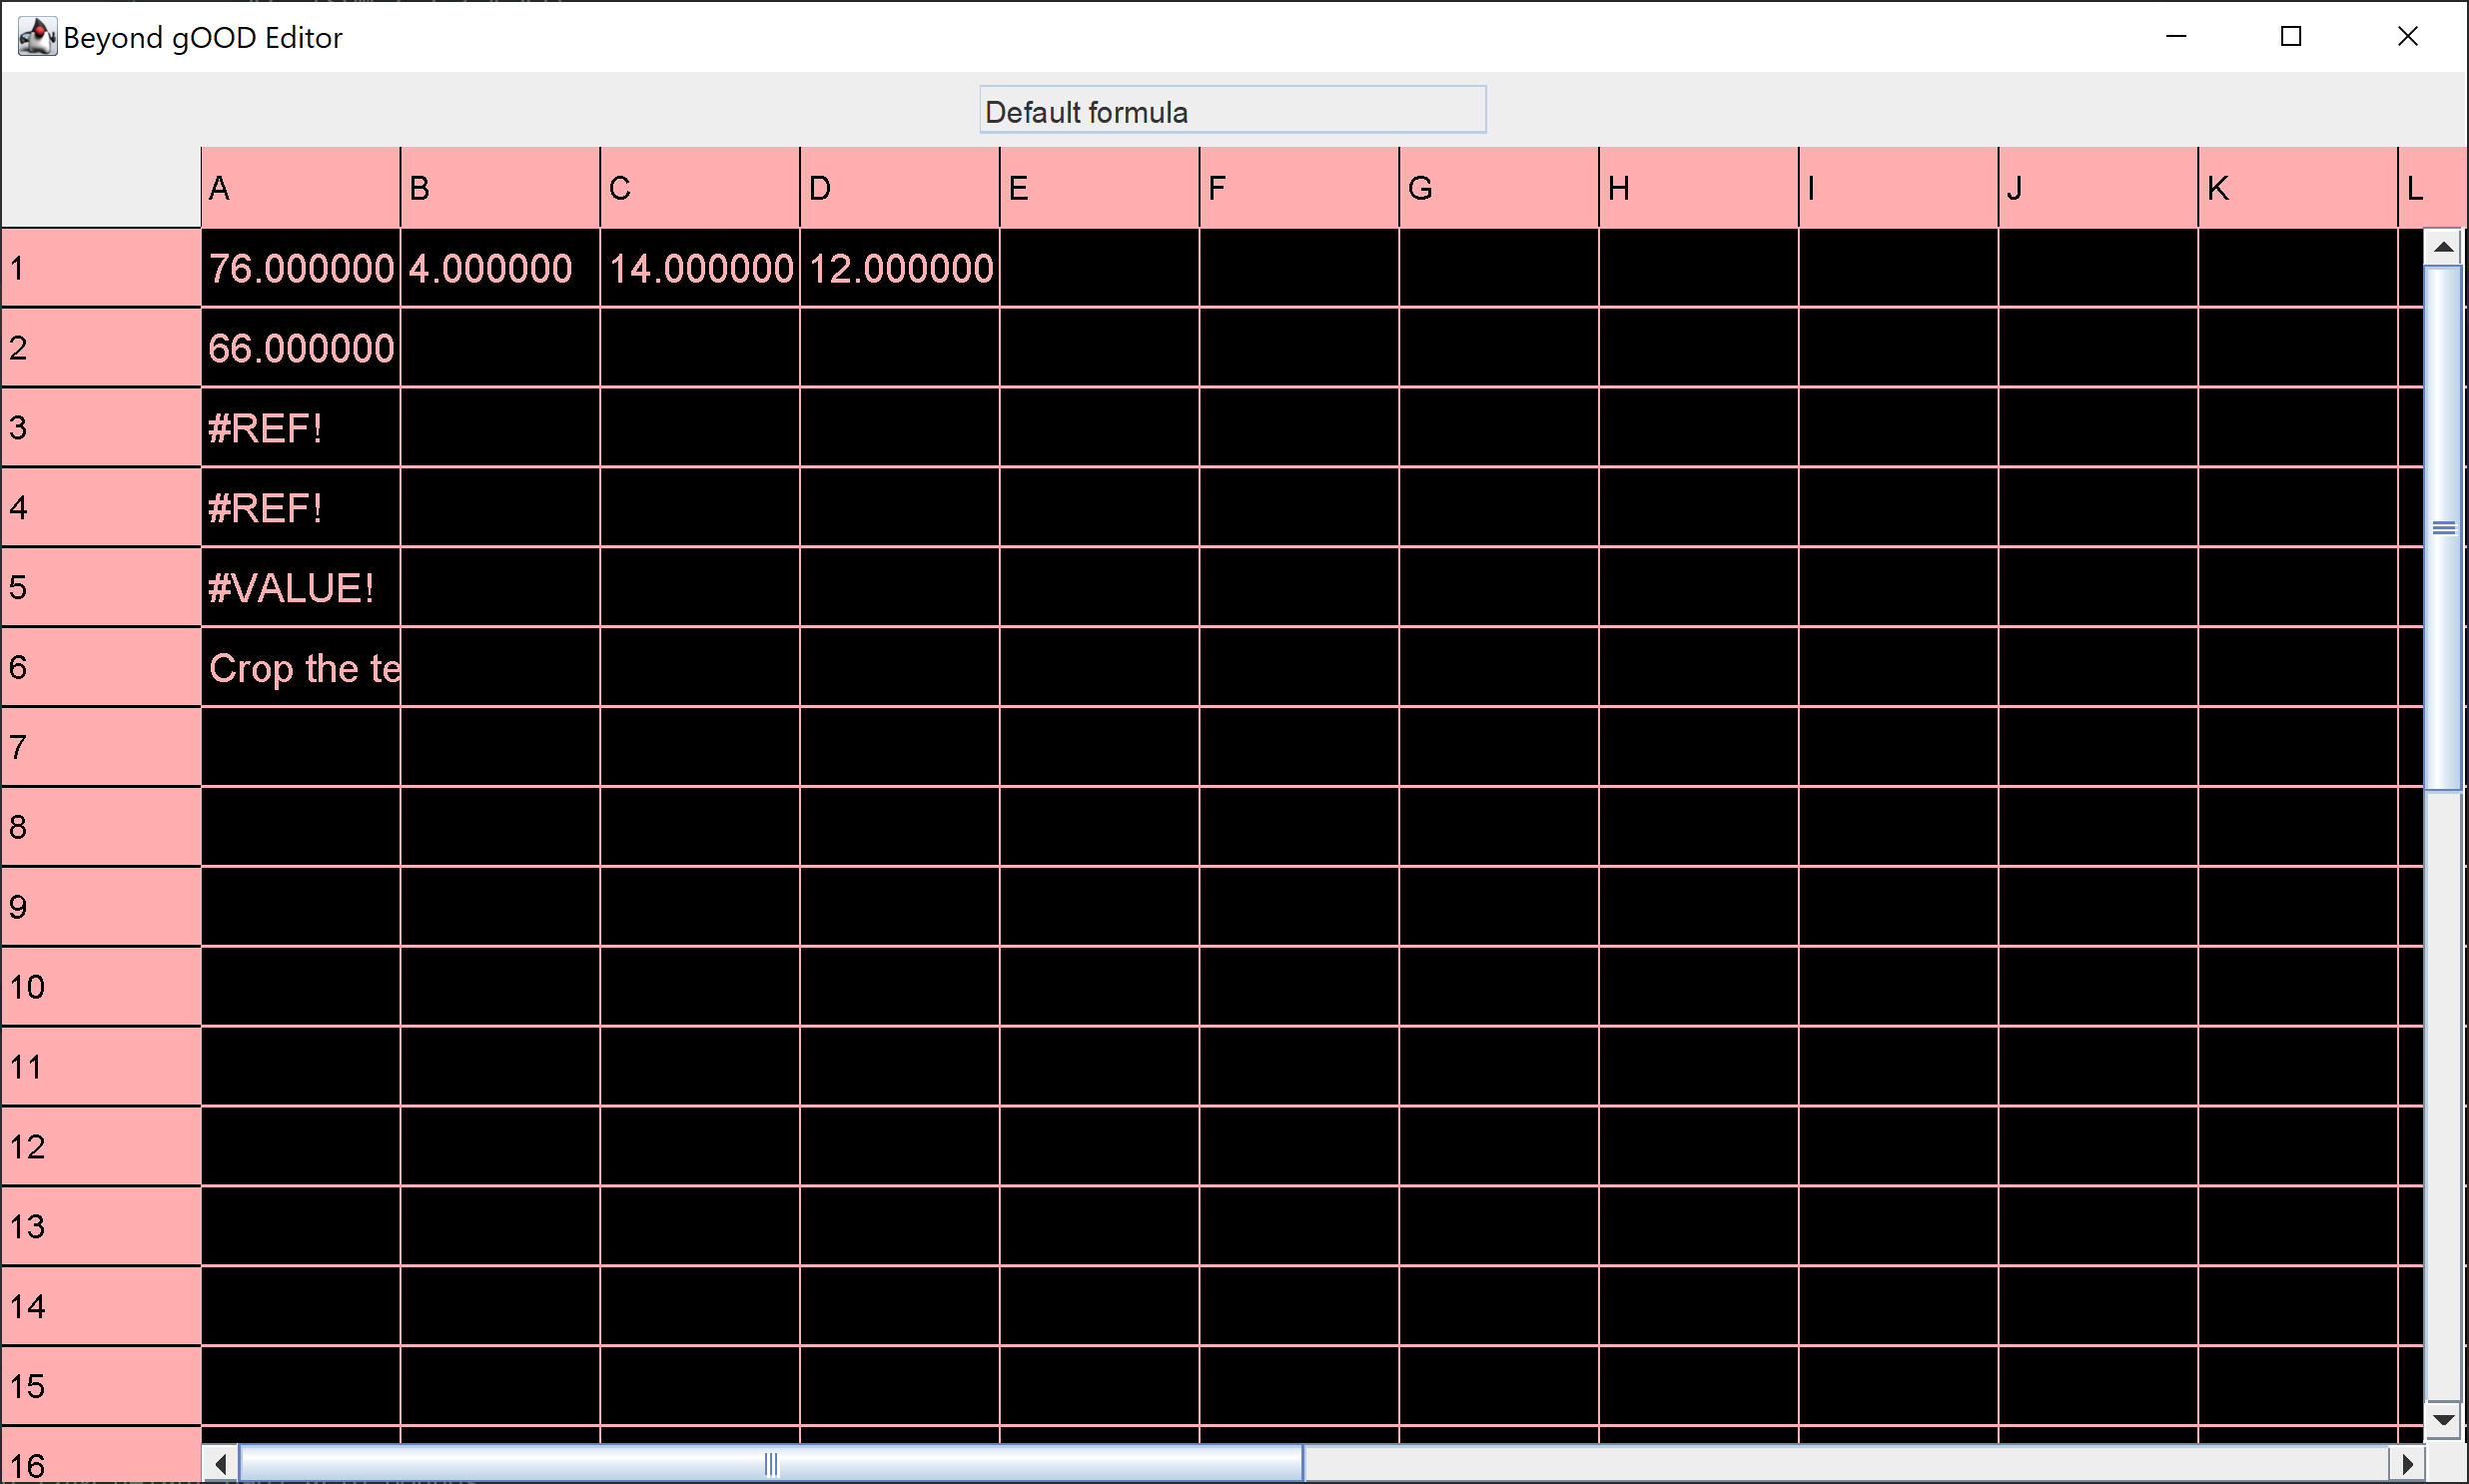 Beyond gOOD Editor
Default formula
A B C D E F G H I J K L
1 76.000000 4.000000 14.000000 12.000000
2 66.000000
3 #REF!
4 #REF!
5 #VALUE!
6 Crop the te
7
8
9
10
11
12
13
14
15
16